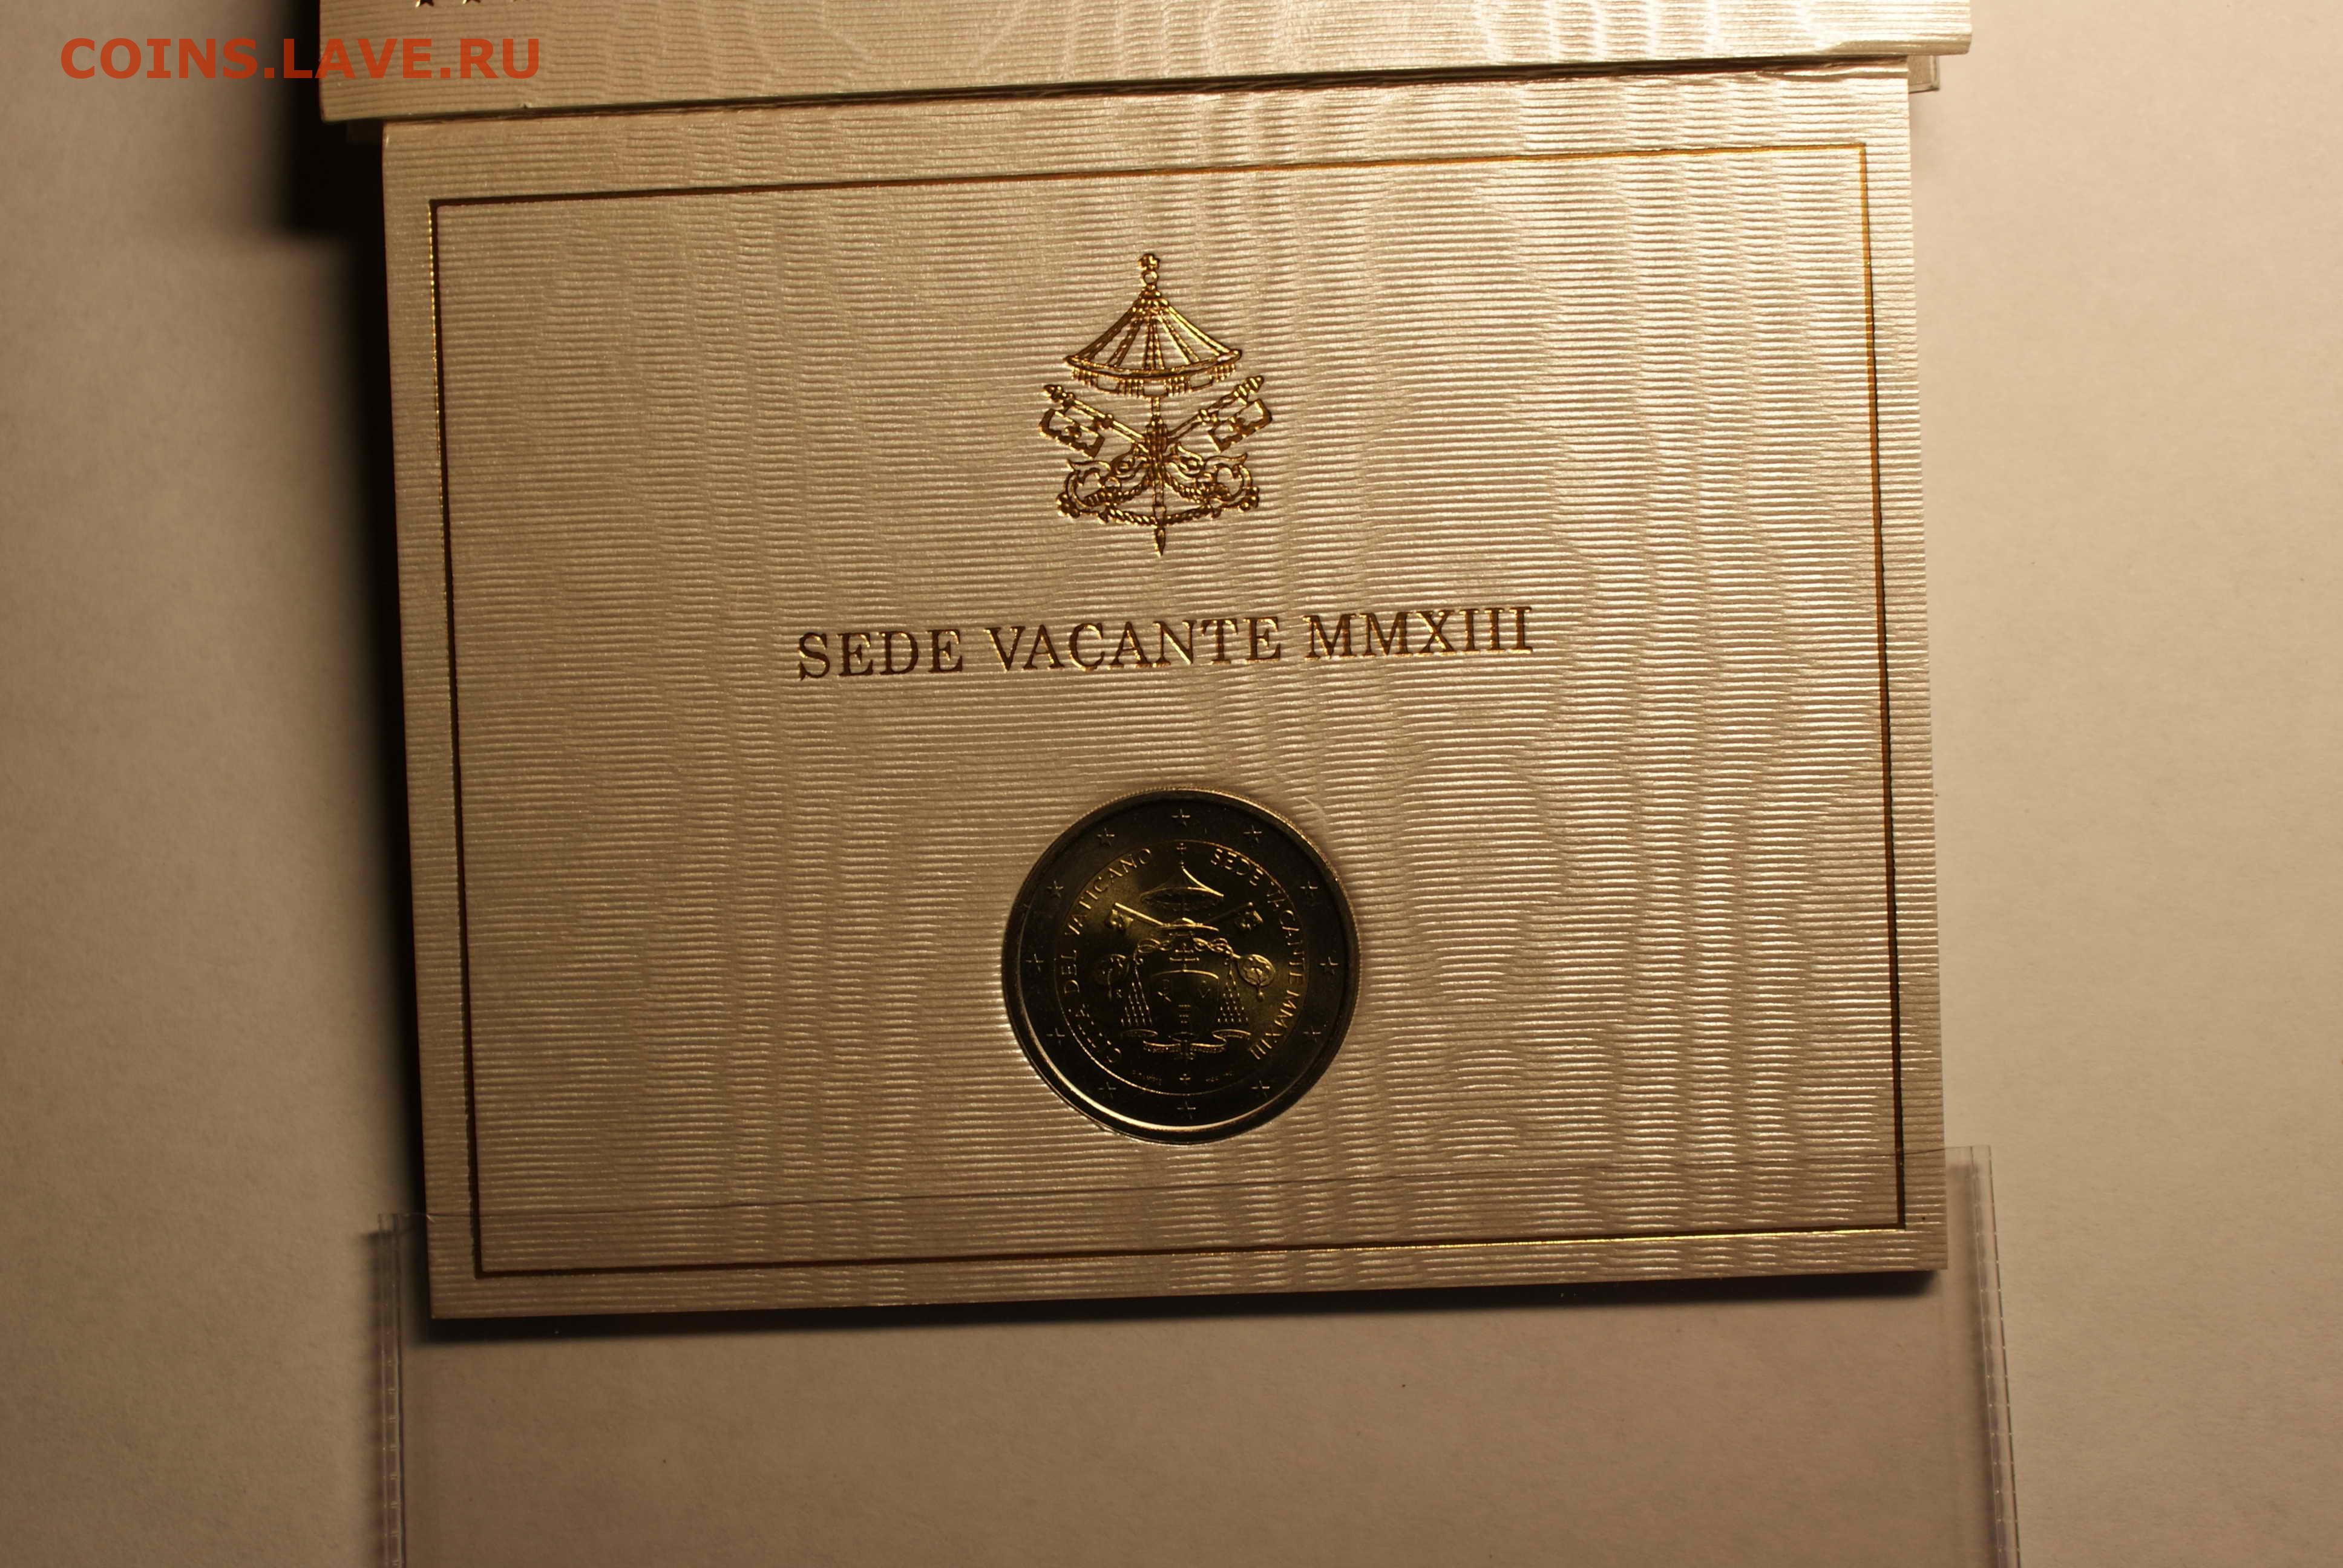 COINS.LAVE.RU
SEDE VACANTE MMXIII
CITTÀ DEL VATICANO SEDE VACANTE MMXIII